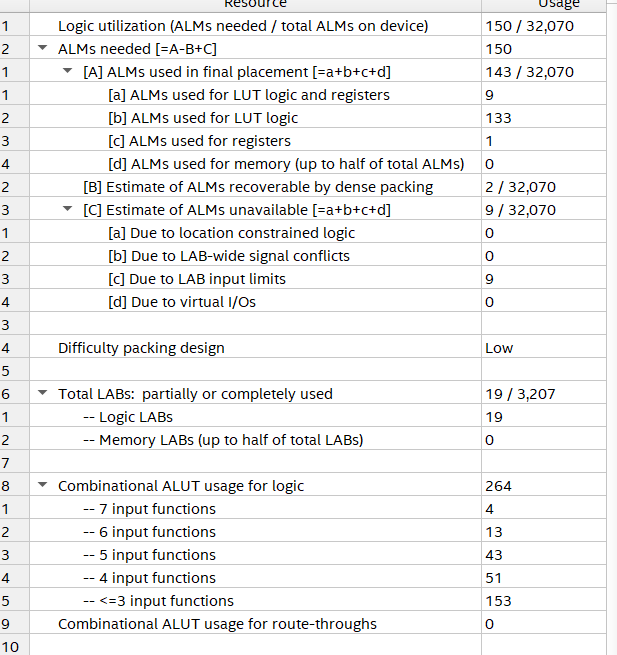 Resource Usage
1 Logic utilization (ALMs needed / total ALMs on device) 150 / 32,070
2 ALMs needed [=A-B+C] 150
1 [A] ALMs used in final placement [=a+b+c+d] 143 / 32,070
1 [a] ALMs used for LUT logic and registers 9
2 [b] ALMs used for LUT logic 133
3 [c] ALMs used for registers 1
4 [d] ALMs used for memory (up to half of total ALMs) 0
2 [B] Estimate of ALMs recoverable by dense packing 2 / 32,070
3 [C] Estimate of ALMs unavailable [=a+b+c+d] 9 / 32,070
1 [a] Due to location constrained logic 0
2 [b] Due to LAB-wide signal conflicts 0
3 [c] Due to LAB input limits 9
4 [d] Due to virtual I/Os 0
3
4 Difficulty packing design Low
5
6 Total LABs: partially or completely used 19 / 3,207
1 -- Logic LABs 19
2 -- Memory LABs (up to half of total LABs) 0
7
8 Combinational ALUT usage for logic 264
1 -- 7 input functions 4
2 -- 6 input functions 13
3 -- 5 input functions 43
4 -- 4 input functions 51
5 -- <=3 input functions 153
9 Combinational ALUT usage for route-throughs 0
10